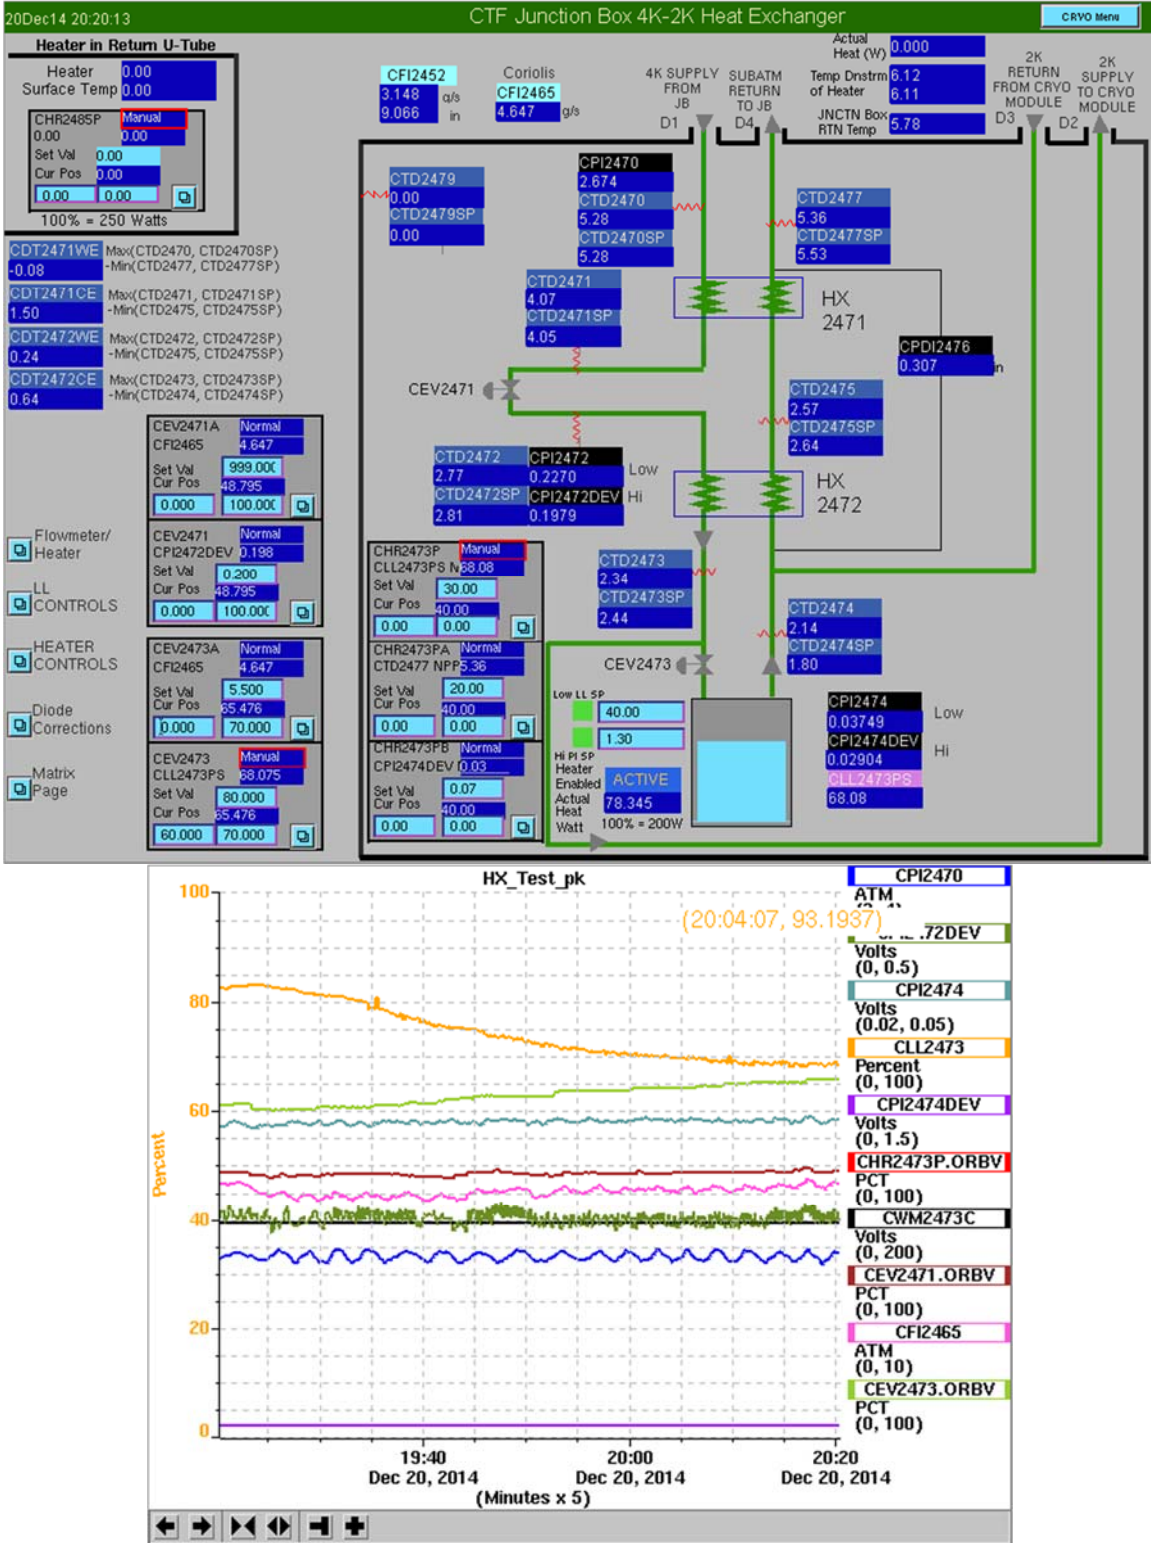 20Dec14 20:20:13
CTF Junction Box 4K-2K Heat Exchanger
CRYO Menu
Heater in Return U-Tube
Heater 0.00
Surface Temp 0.00
CHR2485P Manual
0.00 0.00
Set Val 0.00
Cur Pos 0.00
0.00 0.00
100% = 250 Watts
CFI2452
3.148 g/s
9.066 in
Coriolis
CFI2465
4.647 g/s
4K SUPPLY
FROM
JB
D1
SUBATM
RETURN
TO JB
D4
Actual
Heat (W) 0.000
Temp Dnstrm 6.12
of Heater 6.11
JNCTN Box
RTN Temp 5.78
2K
RETURN
FROM CRYO
MODULE
D3
2K
SUPPLY
TO CRYO
MODULE
D2
CDT2471WE Max(CTD2470, CTD2470SP)
-0.08 -Min(CTD2477, CTD2477SP)
CDT2471CE Max(CTD2471, CTD2471SP)
1.50 -Min(CTD2475, CTD2475SP)
CDT2472WE Max(CTD2472, CTD2472SP)
0.24 -Min(CTD2475, CTD2475SP)
CDT2472CE Max(CTD2473, CTD2473SP)
0.64 -Min(CTD2474, CTD2474SP)
CTD2479
0.00
CTD2479SP
0.00
CPI2470
2.674
CTD2470
5.28
CTD2470SP
5.28
CTD2477
5.36
CTD2477SP
5.53
CTD2471
4.07
CTD2471SP
4.05
HX
2471
CPDI2476
0.307 in
CEV2471
CTD2475
2.57
CTD2475SP
2.64
CTD2472 CPI2472
2.77 0.2270 Low
CTD2472SP CPI2472DEV Hi
2.81 0.1979
HX
2472
CEV2471A Normal
CFI2465 4.647
Set Val 999.000
Cur Pos 48.795
0.000 100.000
CEV2471 Normal
CPI2472DEV 0.198
Set Val 0.200
Cur Pos 48.795
0.000 100.000
CEV2473A Normal
CFI2465 4.647
Set Val 5.500
Cur Pos 65.476
0.000 70.000
CEV2473 Manual
CLL2473PS 68.075
Set Val 80.000
Cur Pos 65.476
60.000 70.000
Flowmeter/
Heater
LL
CONTROLS
HEATER
CONTROLS
Diode
Corrections
Matrix
Page
CHR2473P Manual
CLL2473PS N 68.08
Set Val 30.00
Cur Pos 40.00
0.00 0.00
CHR2473PA Normal
CTD2477 NPP 5.36
Set Val 20.00
Cur Pos 40.00
0.00 0.00
CHR2473PB Normal
CPI2474DEV 0.03
Set Val 0.07
Cur Pos 40.00
0.00 0.00
CTD2473
2.34
CTD2473SP
2.44
CEV2473
CTD2474
2.14
CTD2474SP
1.80
Low LL SP
40.00
1.30
Hi PI SP
Heater
Enabled ACTIVE
Actual
Heat 78.345
Watt 100% = 200W
CPI2474
0.03749 Low
CPI2474DEV
0.02904 Hi
CLL2473PS
68.08
HX_Test_pk
(20:04:07, 93.1937)
Percent
100
80
60
40
20
0
19:40
Dec 20, 2014
20:00
Dec 20, 2014
20:20
Dec 20, 2014
(Minutes x 5)
CPI2470
ATM
72DEV
Volts
(0, 0.5)
CPI2474
Volts
(0.02, 0.05)
CLL2473
Percent
(0, 100)
CPI2474DEV
Volts
(0, 1.5)
CHR2473P.ORBV
PCT
(0, 100)
CWM2473C
Volts
(0, 200)
CEV2471.ORBV
PCT
(0, 100)
CFI2465
ATM
(0, 10)
CEV2473.ORBV
PCT
(0, 100)